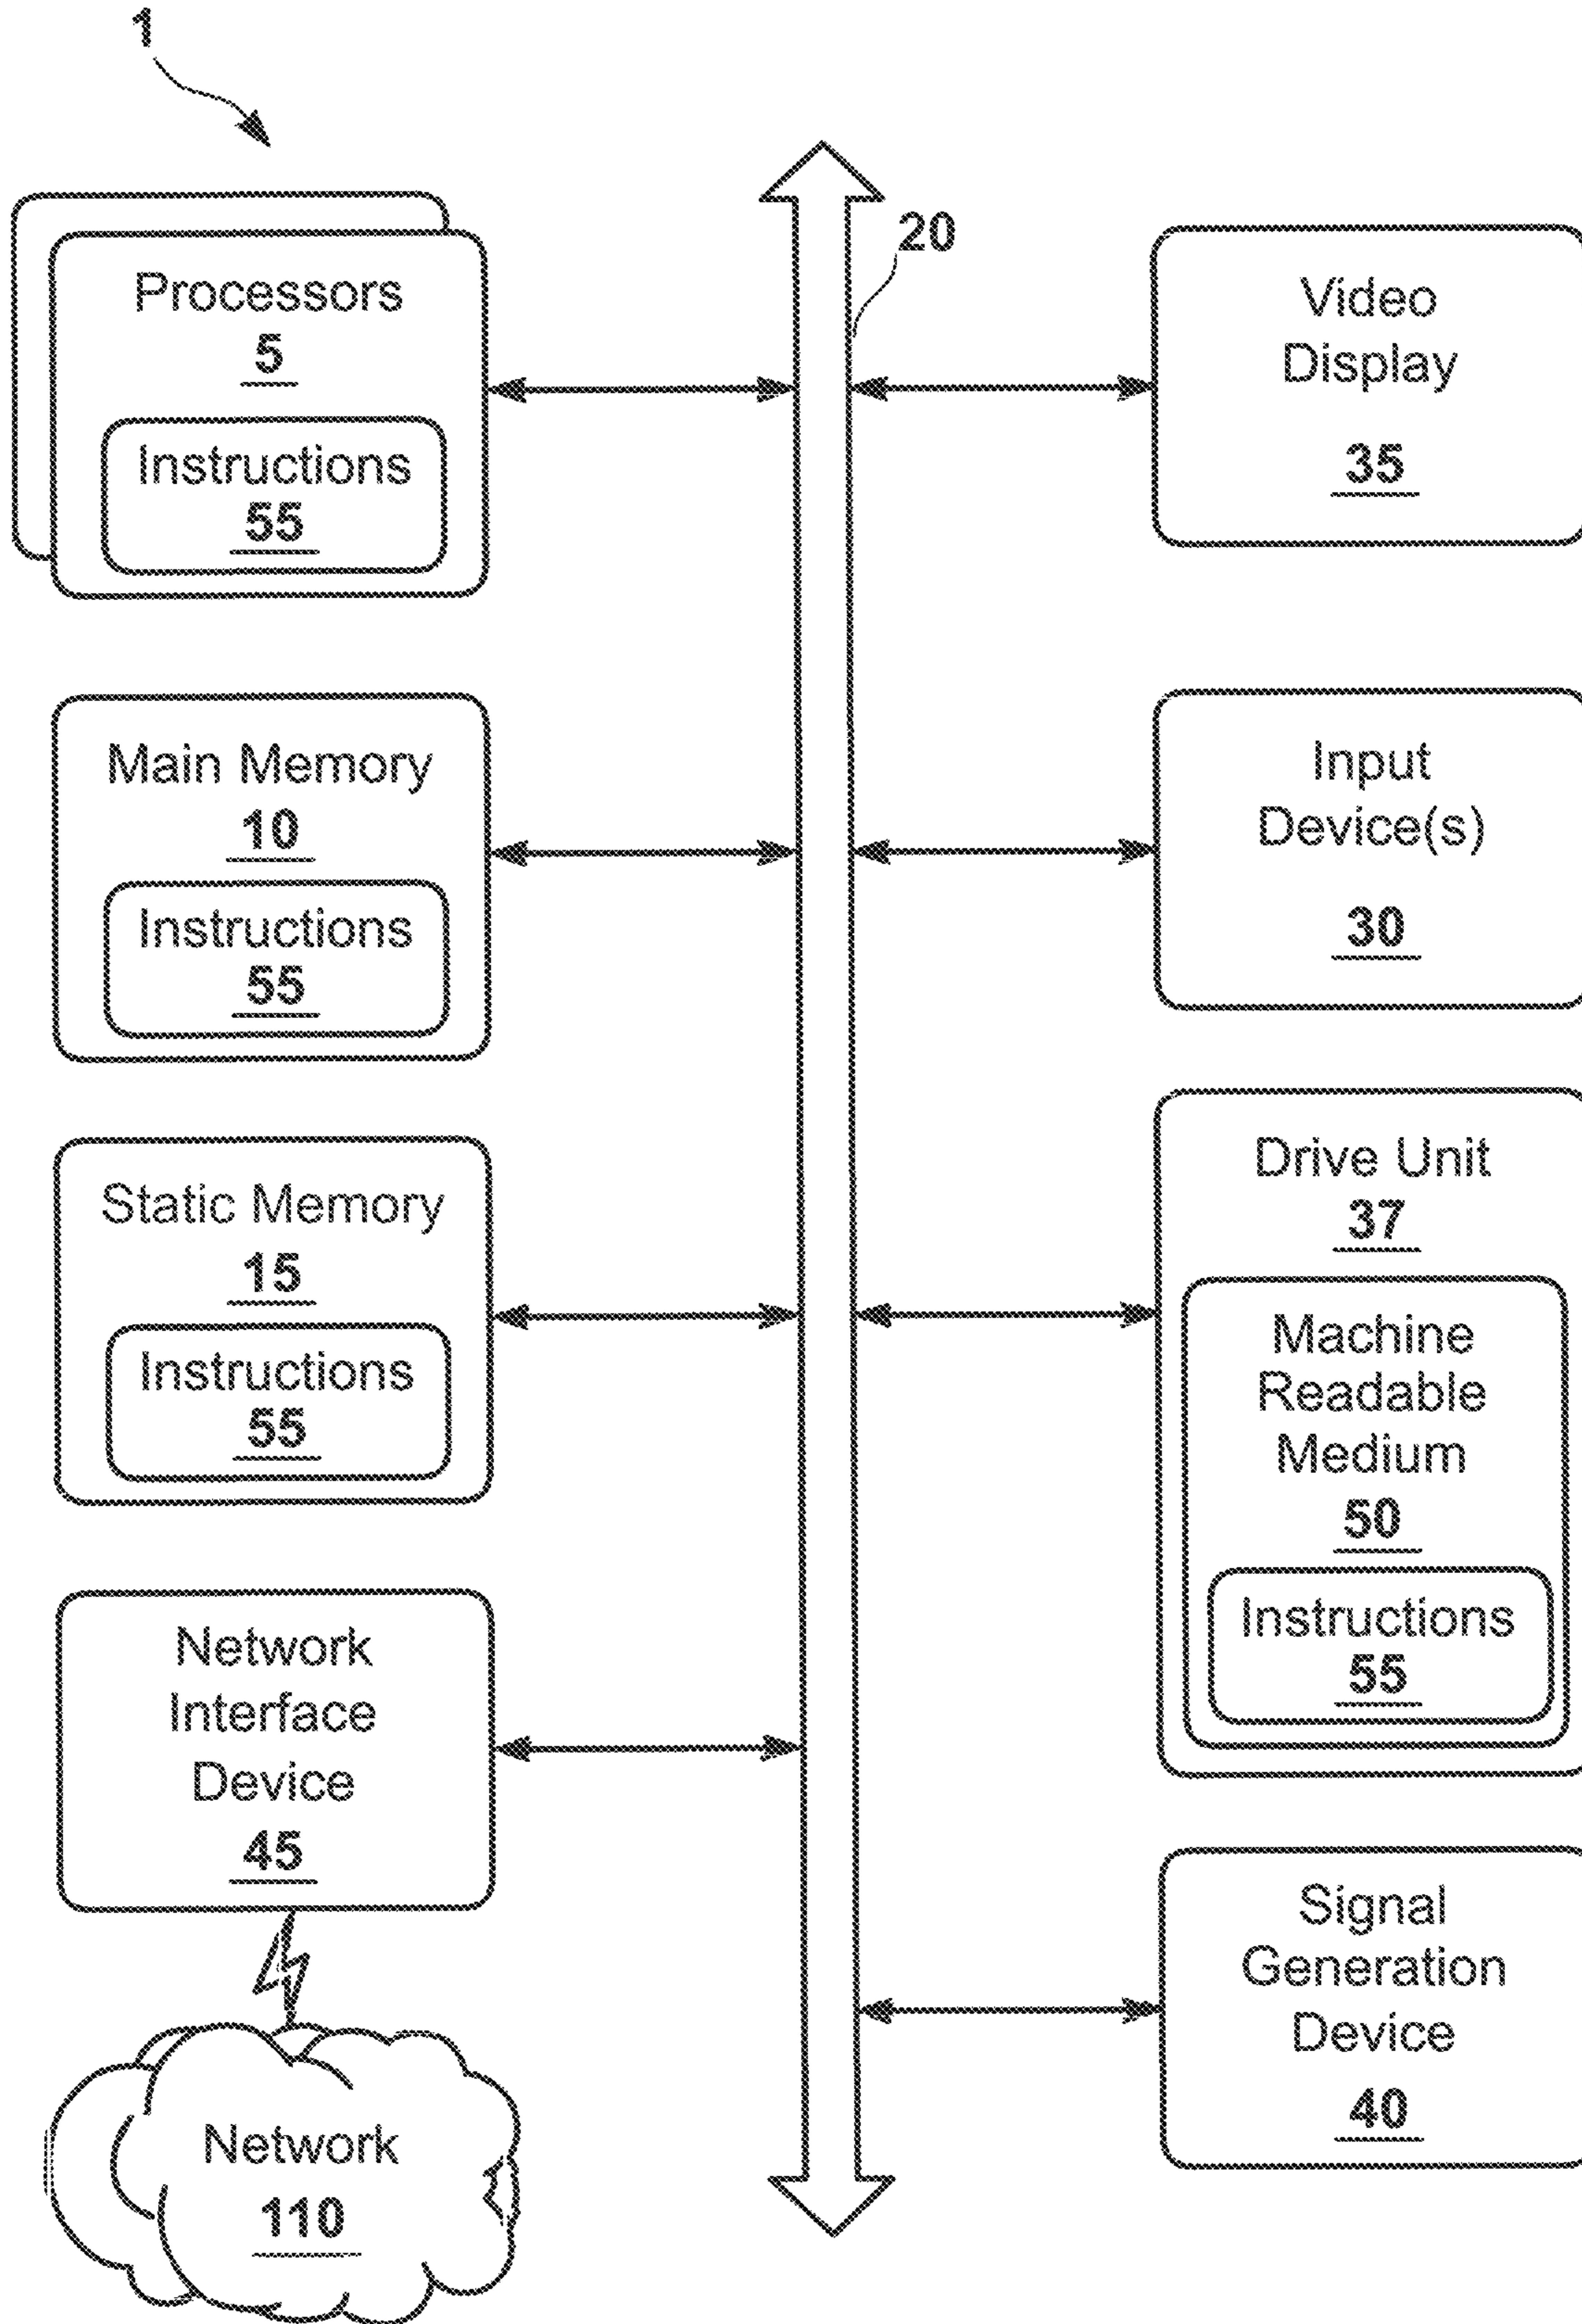 1
Processors
5
Instructions
55
Main Memory
10
Instructions
55
Static Memory
15
Instructions
55
Network
Interface
Device
45
Network
110
20
Video
Display
35
Input
Device(s)
30
Drive Unit
37
Machine
Readable
Medium
50
Instructions
55
Signal
Generation
Device
40